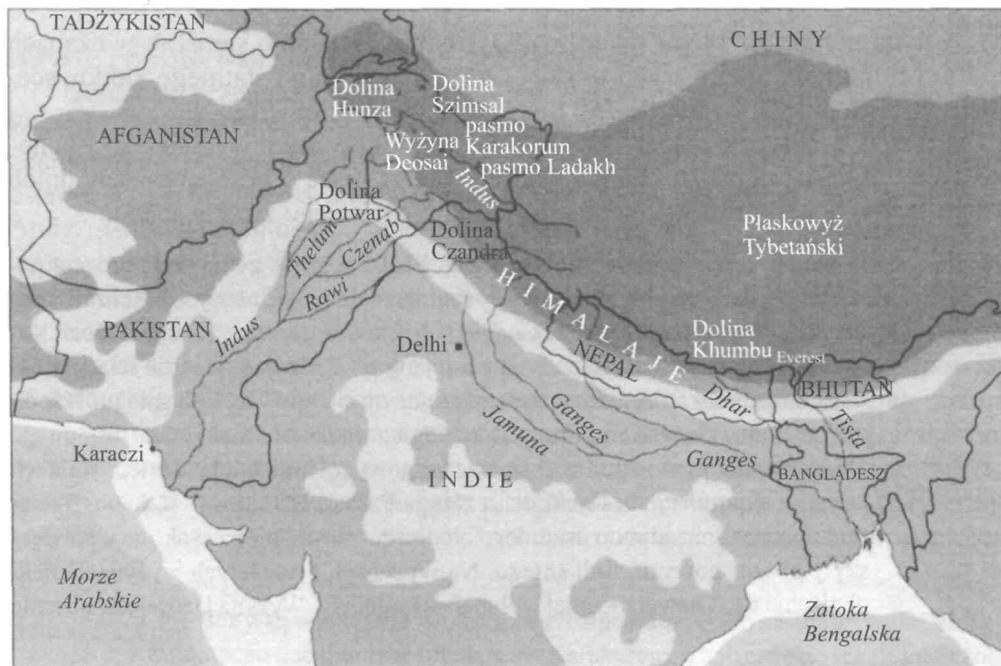 TADŻYKISTAN
CHINY
Dolina
Hunza
Dolina
Szimsal
pasmo
Karakorum
pasmo Ladakh
AFGANISTAN
Wyżyna
Deosai
Indus
Dolina
Potwar
Thelum
Czenab
Dolina
Czandra
Płaskowyż
Tybetański
Rawi
HIMALAJE
PAKISTAN
Indus
Delhi
NEPAL
Dolina
Khumbu
Everest
BHUTAN
Dhar
Tista
Ganges
Jamuna
Ganges
Karaczi
INDIE
BANGLADESZ
Morze
Arabskie
Zatoka
Bengalska